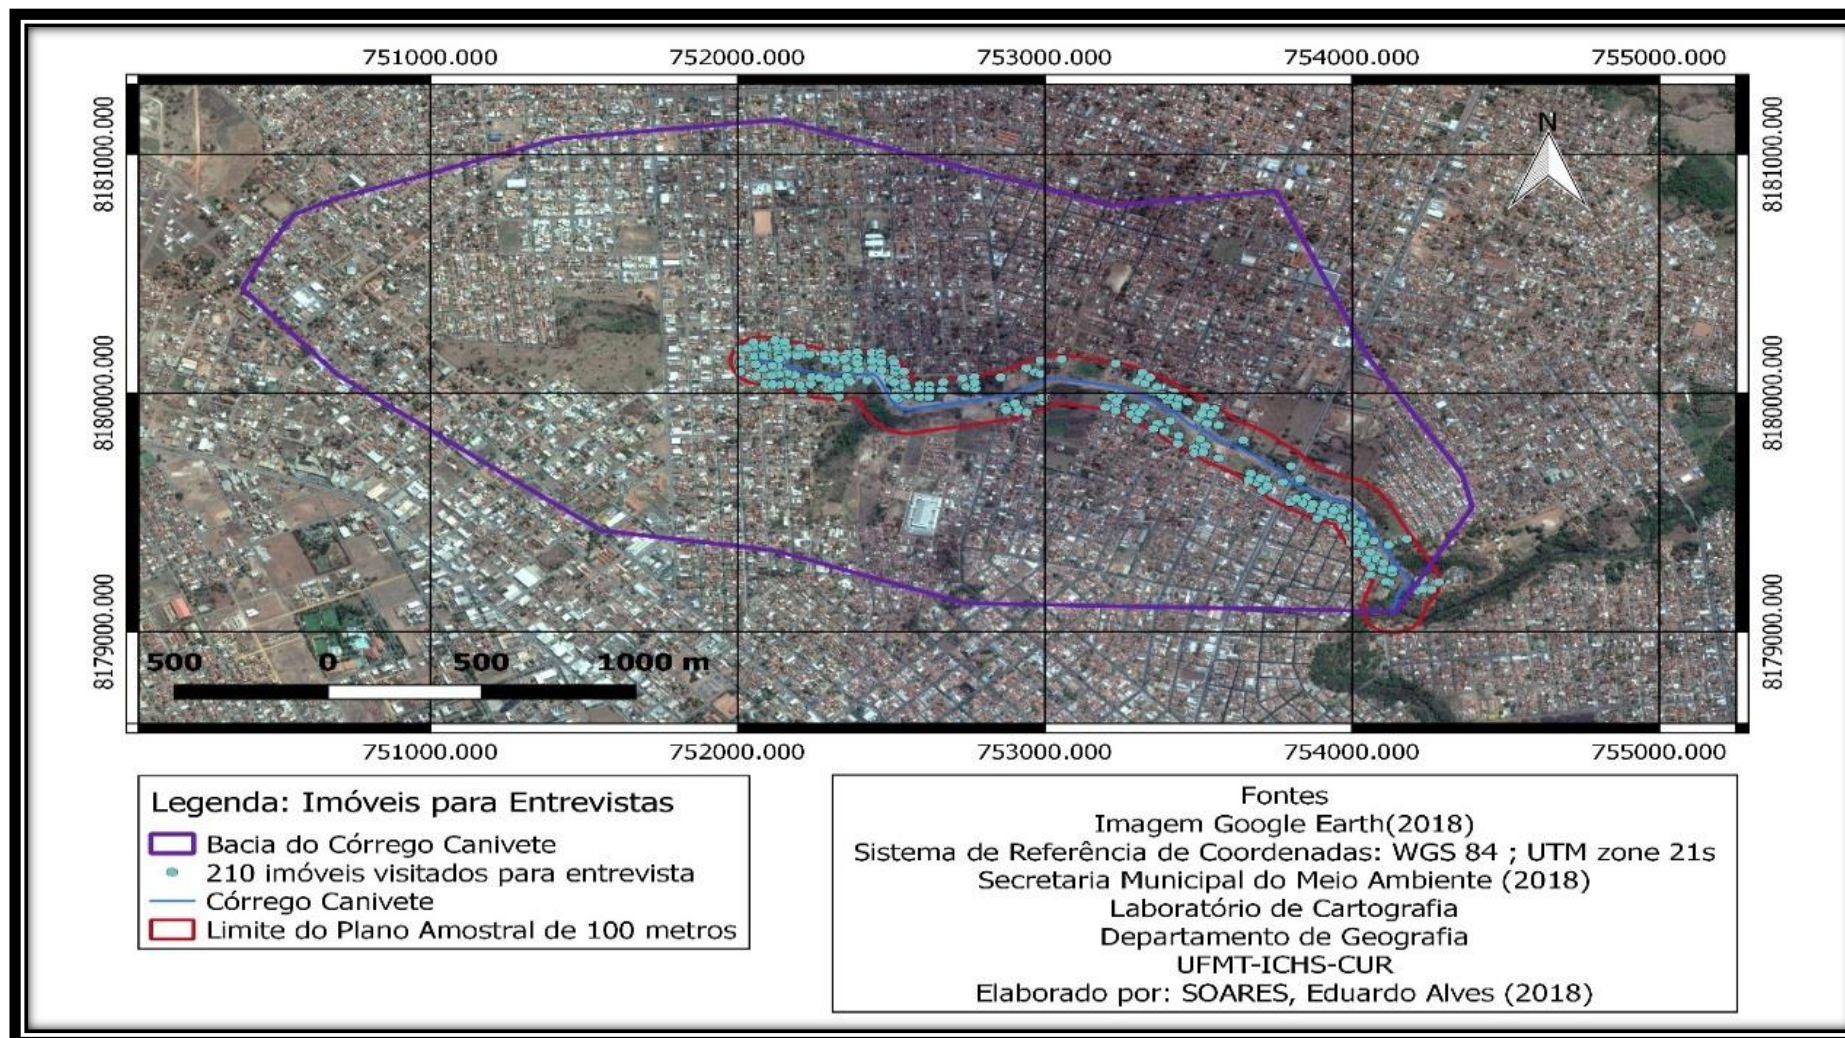 751000.000 752000.000 753000.000 754000.000 755000.000
8181000.000
8180000.000
8179000.000
N
8181000.000
8180000.000
8179000.000
500 0 500 1000 m
751000.000 752000.000 753000.000 754000.000 755000.000
Legenda: Imóveis para Entrevistas
Bacia do Córrego Canivete
210 imóveis visitados para entrevista
Córrego Canivete
Limite do Plano Amostral de 100 metros
Fontes
Imagem Google Earth(2018)
Sistema de Referência de Coordenadas: WGS 84 ; UTM zone 21s
Secretaria Municipal do Meio Ambiente (2018)
Laboratório de Cartografia
Departamento de Geografia
UFMT-ICHS-CUR
Elaborado por: SOARES, Eduardo Alves (2018)